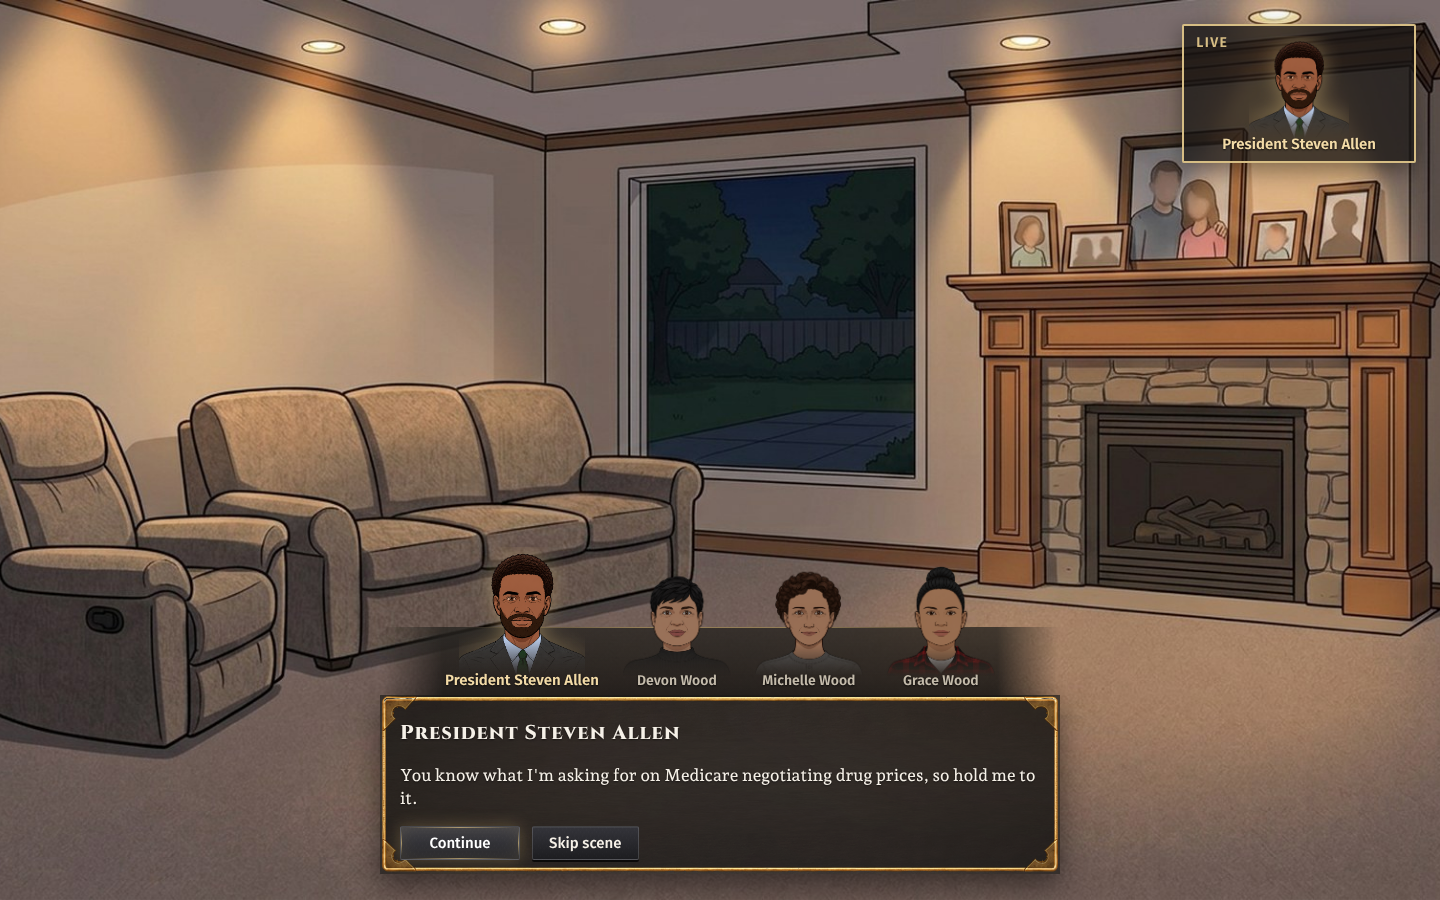 LIVE
President Steven Allen
President Steven Allen
Devon Wood
Michelle Wood
Grace Wood
President Steven Allen
You know what I'm asking for on Medicare negotiating drug prices, so hold me to
it.
Continue
Skip scene